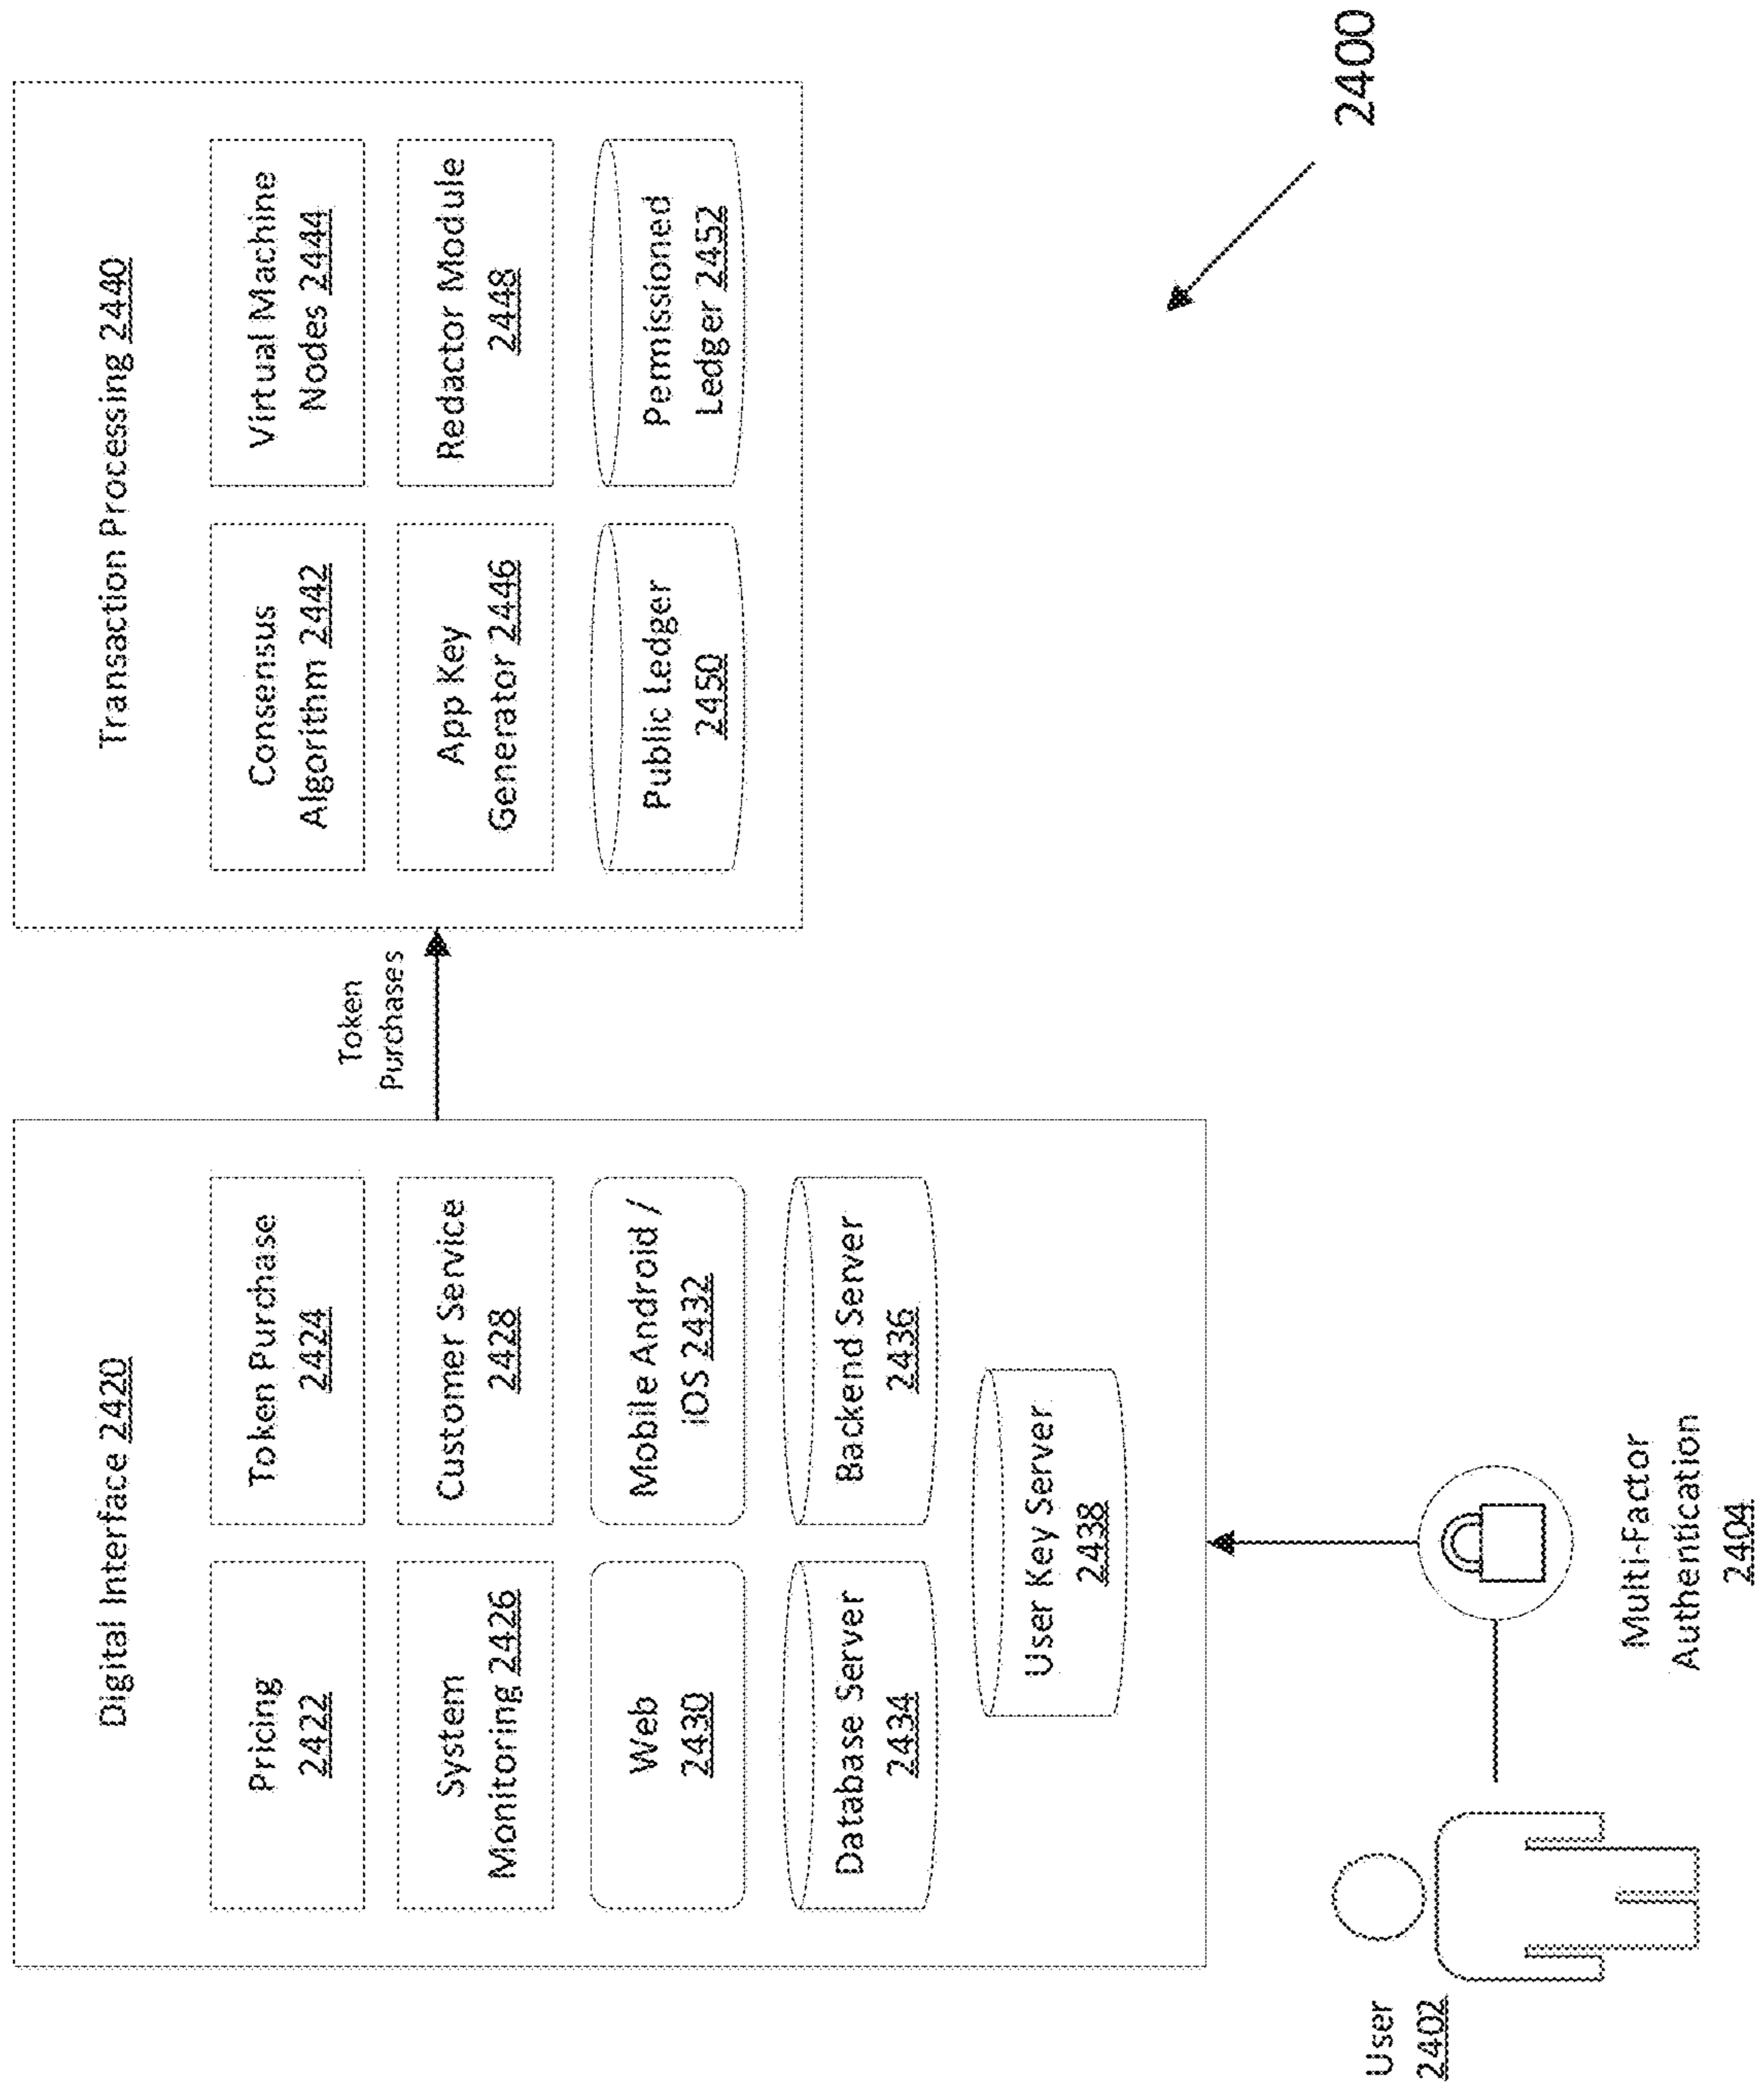 Digital Interface 2420
Pricing
2422
Token Purchase
2424
System
Monitoring 2426
Customer Service
2428
Web
2430
Mobile Android /
iOS 2432
Database Server
2434
Backend Server
2436
User Key Server
2438
Token
Purchases
Transaction Processing 2440
Consensus
Algorithm 2442
Virtual Machine
Nodes 2444
App Key
Generator 2446
Redactor Module
2448
Public Ledger
2450
Pemissioned
Ledger 2452
User
2402
Multi-Factor
Authentication
2404
2400